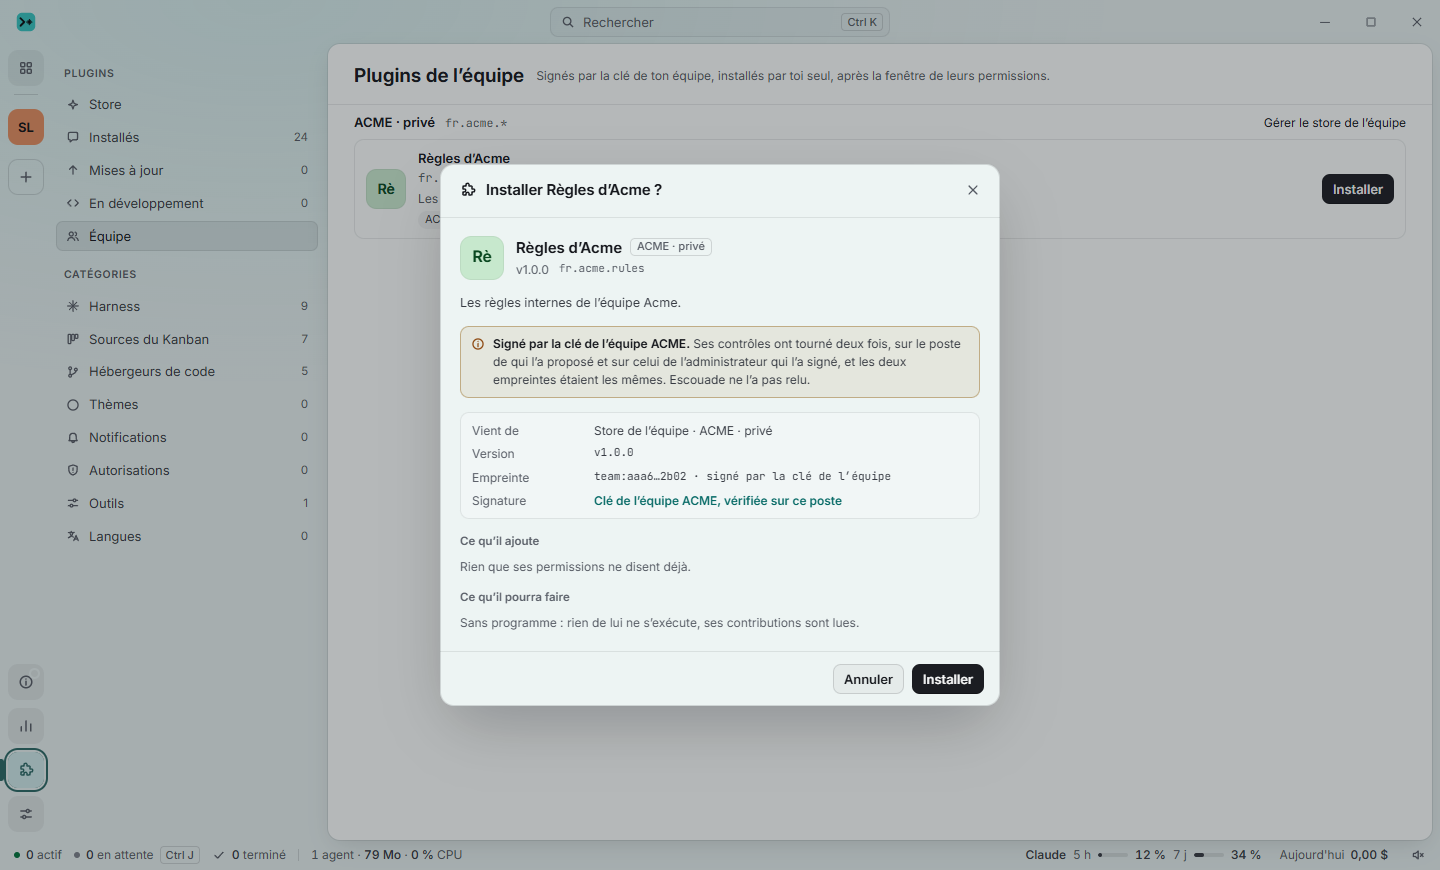 Rechercher
Ctrl K
PLUGINS
Store
Installés 24
Mises à jour 0
En développement 0
Équipe
CATÉGORIES
Harness 9
Sources du Kanban 7
Hébergeurs de code 5
Thèmes 0
Notifications 0
Autorisations 0
Outils 1
Langues 0
SL
Plugins de l’équipe
Signés par la clé de ton équipe, installés par toi seul, après la fenêtre de leurs permissions.
ACME · privé fr.acme.*
Gérer le store de l’équipe
Rè
Règles d’Acme
fr.
Les
AC
Installer
Installer Règles d’Acme ?
Rè
Règles d’Acme
ACME · privé
v1.0.0 fr.acme.rules
Les règles internes de l’équipe Acme.
Signé par la clé de l’équipe ACME. Ses contrôles ont tourné deux fois, sur le poste
de qui l’a proposé et sur celui de l’administrateur qui l’a signé, et les deux
empreintes étaient les mêmes. Escouade ne l’a pas relu.
Vient de Store de l’équipe · ACME · privé
Version v1.0.0
Empreinte team:aaa6…2b02 · signé par la clé de l’équipe
Signature Clé de l’équipe ACME, vérifiée sur ce poste
Ce qu’il ajoute
Rien que ses permissions ne disent déjà.
Ce qu’il pourra faire
Sans programme : rien de lui ne s’exécute, ses contributions sont lues.
Annuler
Installer
0 actif 0 en attente Ctrl J 0 terminé 1 agent · 79 Mo · 0 % CPU
Claude 5 h 12 % 7 j 34 % Aujourd'hui 0,00 $